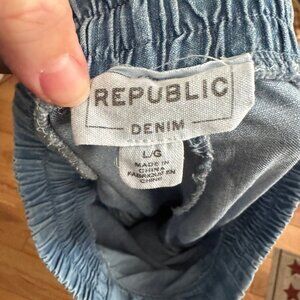 REPUBLIC
DENIM
L/G
MADE IN
CHINA
FABRIQUÉ EN
CHINE